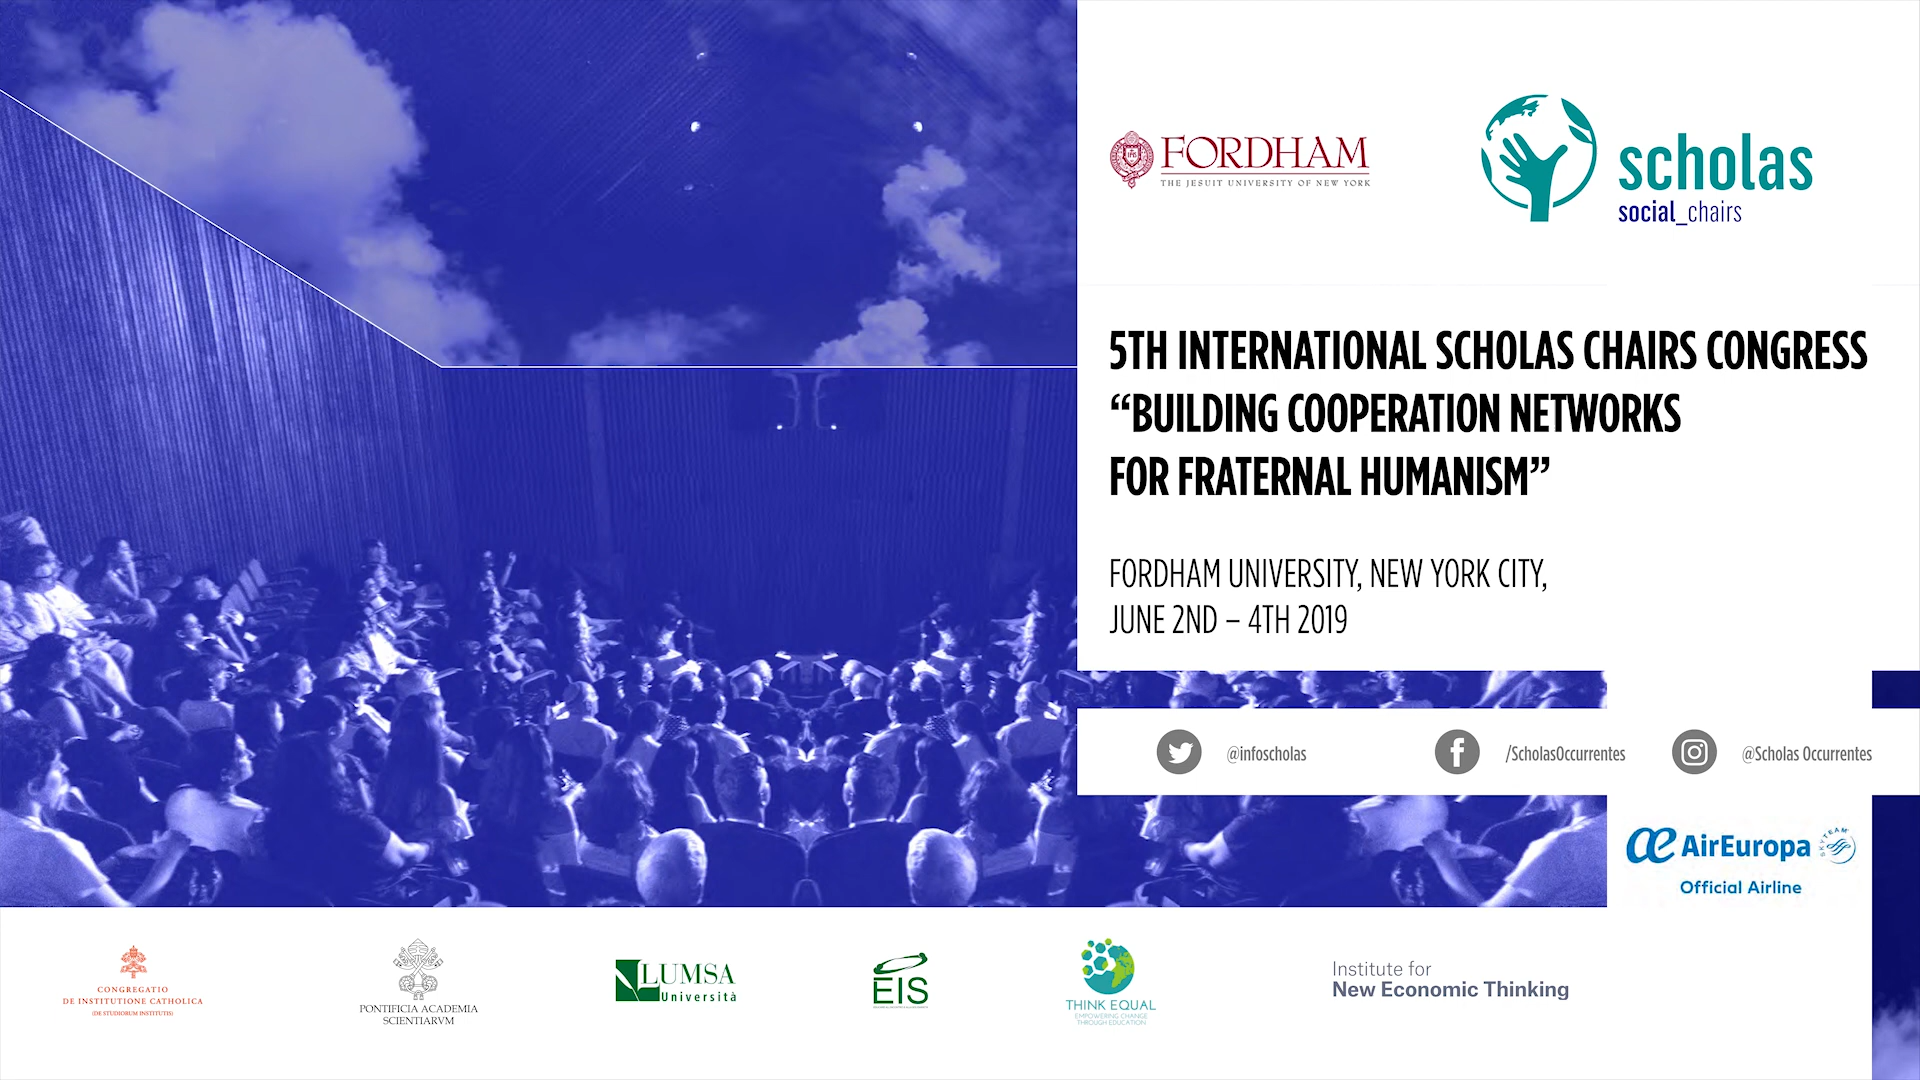 FORDHAM
THE JESUIT UNIVERSITY OF NEW YORK
scholas
social_chairs
5TH INTERNATIONAL SCHOLAS CHAIRS CONGRESS
“BUILDING COOPERATION NETWORKS
FOR FRATERNAL HUMANISM”
FORDHAM UNIVERSITY, NEW YORK CITY,
JUNE 2ND – 4TH 2019
@infoscholas
/ScholasOccurrentes
@Scholas Occurrentes
AirEuropa
SKYTEAM
Official Airline
CONGREGATIO
DE INSTITUTIONE CATHOLICA
(DE STUDIORUM INSTITUTIS)
PONTIFICIA ACADEMIA
SCIENTIARVM
LUMSA
Università
EIS
THINK EQUAL
EMPOWERING CHANGE
THROUGH EDUCATION
Institute for
New Economic Thinking